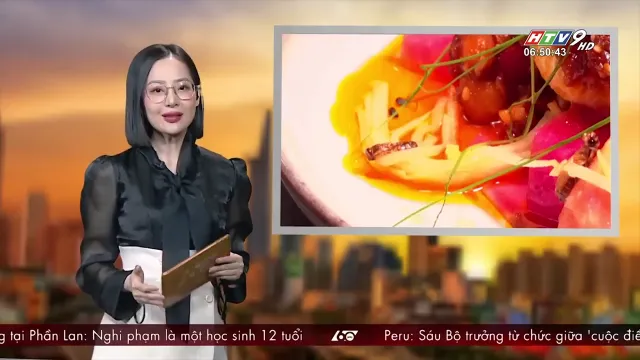 HTV9 HD
06:50:43
g tại Phần Lan: Nghi phạm là một học sinh 12 tuổi
Peru: Sáu Bộ trưởng từ chức giữa 'cuộc điể